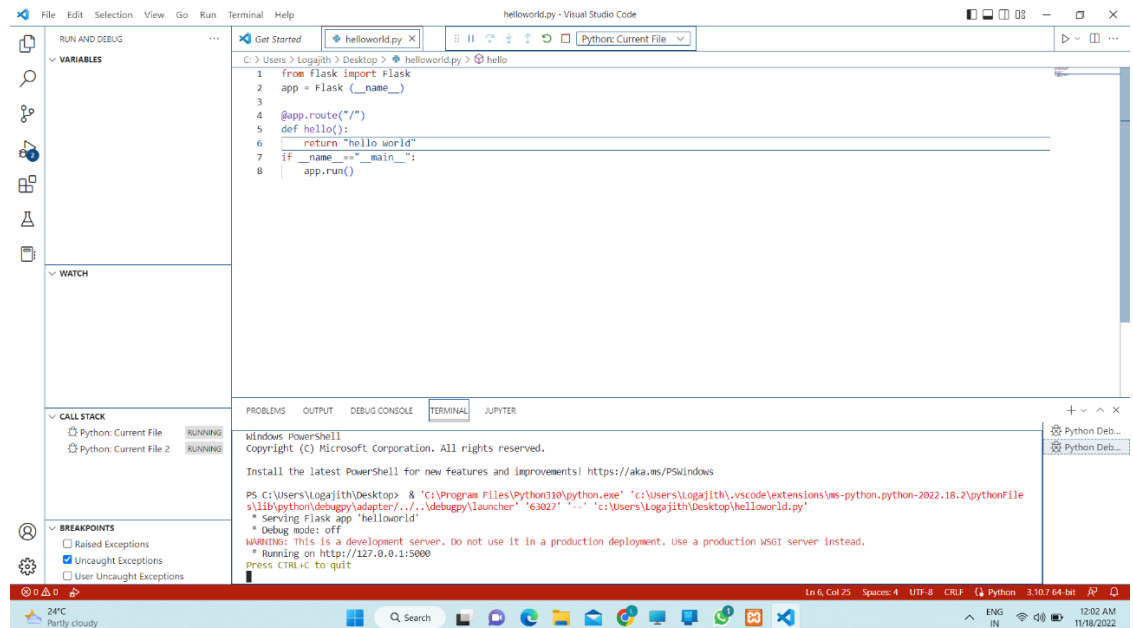 File Edit Selection View Go Run Terminal Help
helloworld.py - Visual Studio Code
RUN AND DEBUG
VARIABLES
WATCH
CALL STACK
Python: Current File RUNNING
Python: Current File 2 RUNNING
BREAKPOINTS
Raised Exceptions
Uncaught Exceptions
User Uncaught Exceptions
Get Started
helloworld.py
Python: Current File
C: > Users > Logajith > Desktop > helloworld.py > hello
1 from flask import Flask
2 app = Flask (__name__)
3
4 @app.route("/")
5 def hello():
6 return "hello world"
7 if __name__=="__main__":
8 app.run()
PROBLEMS OUTPUT DEBUG CONSOLE TERMINAL JUPYTER
Windows PowerShell
Copyright (C) Microsoft Corporation. All rights reserved.
Install the latest PowerShell for new features and improvements! https://aka.ms/PSWindows
PS C:\Users\Logajith\Desktop> & 'C:\Program Files\Python310\python.exe' 'c:\Users\Logajith\.vscode\extensions\ms-python.python-2022.18.2\pythonFile
s\lib\python\debugpy\adapter/../..\debugpy\launcher' '63027' '--' 'c:\Users\Logajith\Desktop\helloworld.py'
* Serving Flask app 'helloworld'
* Debug mode: off
WARNING: This is a development server. Do not use it in a production deployment. Use a production WSGI server instead.
* Running on http://127.0.0.1:5000
Press CTRL+C to quit
Python Deb...
Python Deb...
2
0 0
Ln 6, Col 25 Spaces: 4 UTF-8 CRLF Python 3.10.7 64-bit
24°C
Partly cloudy
Search
ENG
IN
12:02 AM
11/18/2022